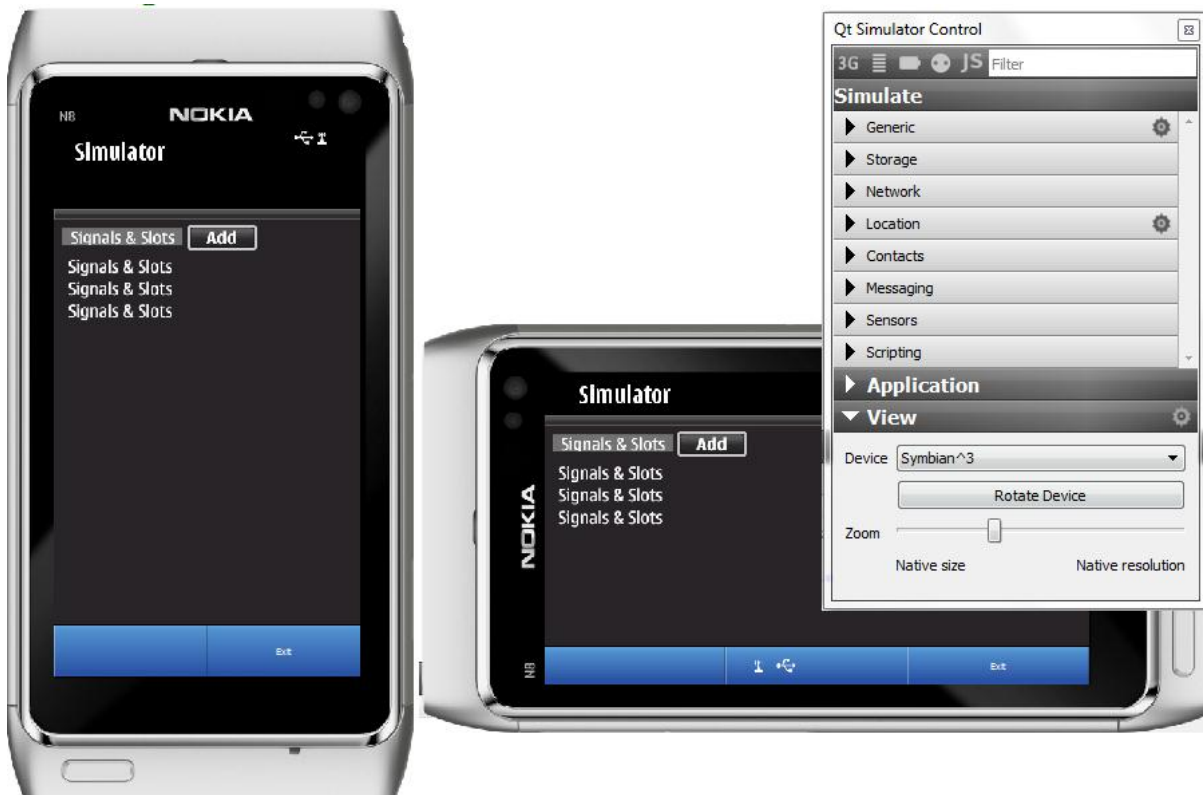 N8
NOKIA
Simulator
Signals & Slots
Add
Signals & Slots
Signals & Slots
Signals & Slots
Exit
Simulator
Signals & Slots
Add
Signals & Slots
Signals & Slots
Signals & Slots
NOKIA
N8
Exit
Qt Simulator Control
3G
JS
Filter
Simulate
Generic
Storage
Network
Location
Contacts
Messaging
Sensors
Scripting
Application
View
Device
Symbian^3
Rotate Device
Zoom
Native size
Native resolution